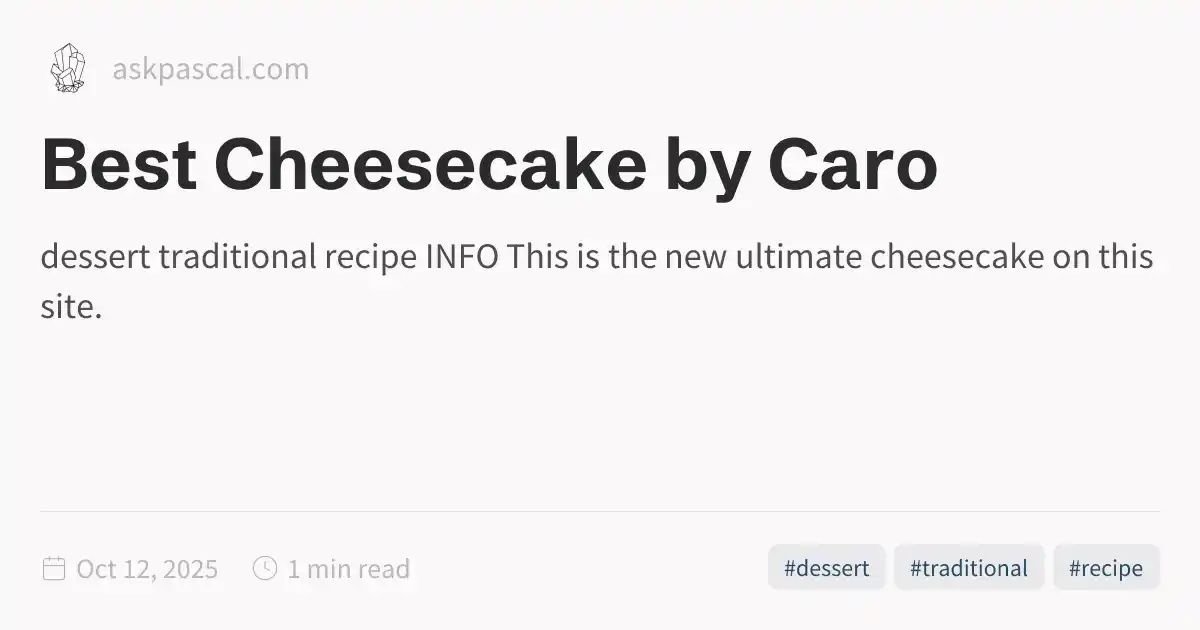 askpascal.com
Best Cheesecake by Caro
dessert traditional recipe INFO This is the new ultimate cheesecake on this
site.
Oct 12, 2025 1 min read #dessert #traditional #recipe